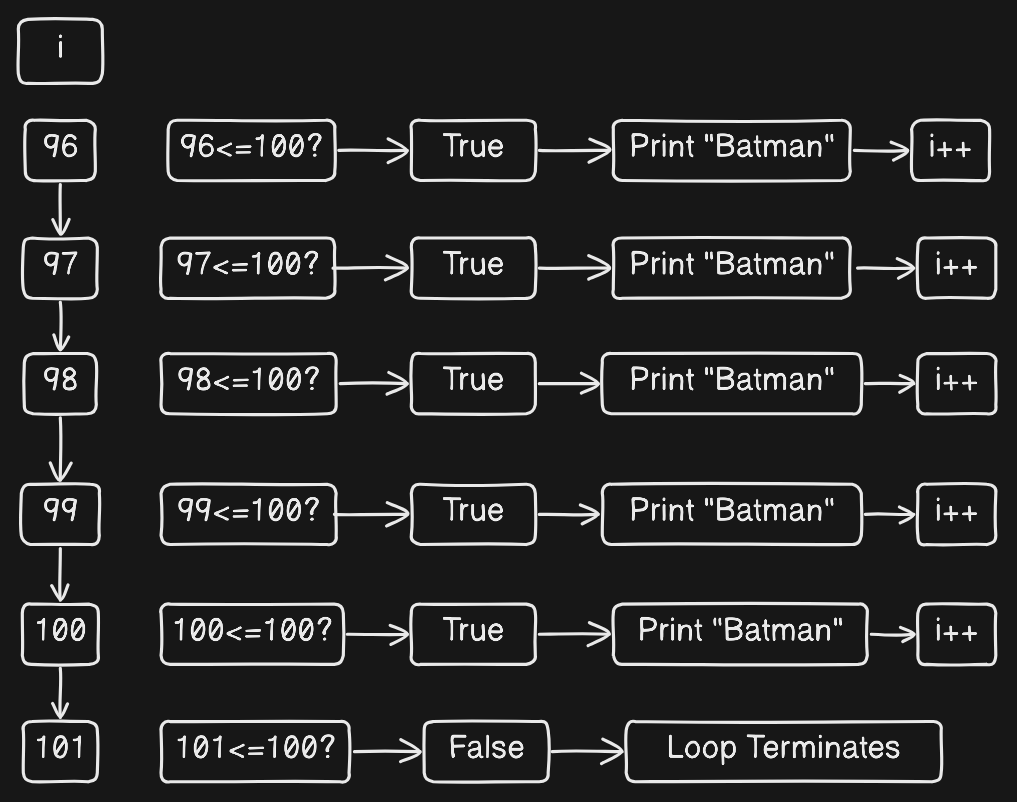 i
96 96<=100? True Print "Batman" i++
97 97<=100? True Print "Batman" i++
98 98<=100? True Print "Batman" i++
99 99<=100? True Print "Batman" i++
100 100<=100? True Print "Batman" i++
101 101<=100? False Loop Terminates